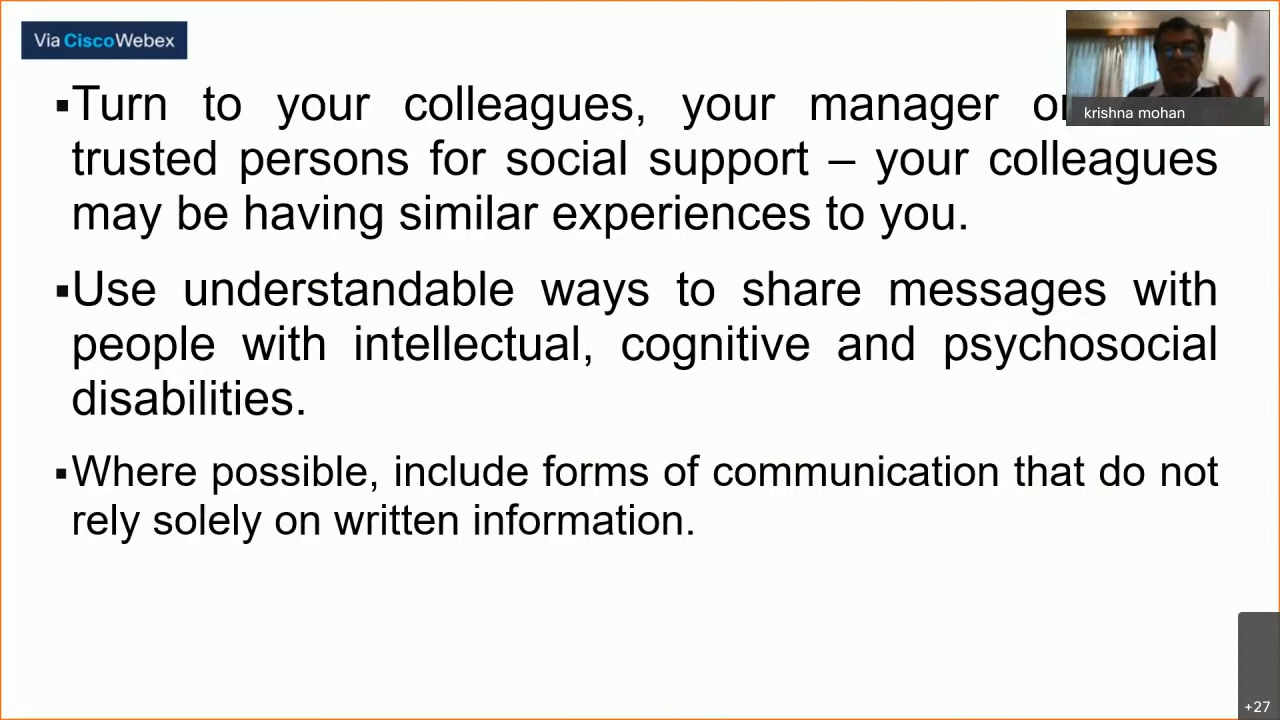 Via Cisco Webex
krishna mohan
▪Turn to your colleagues, your manager or
trusted persons for social support – your colleagues
may be having similar experiences to you.
▪Use understandable ways to share messages with
people with intellectual, cognitive and psychosocial
disabilities.
▪Where possible, include forms of communication that do not
rely solely on written information.
+27